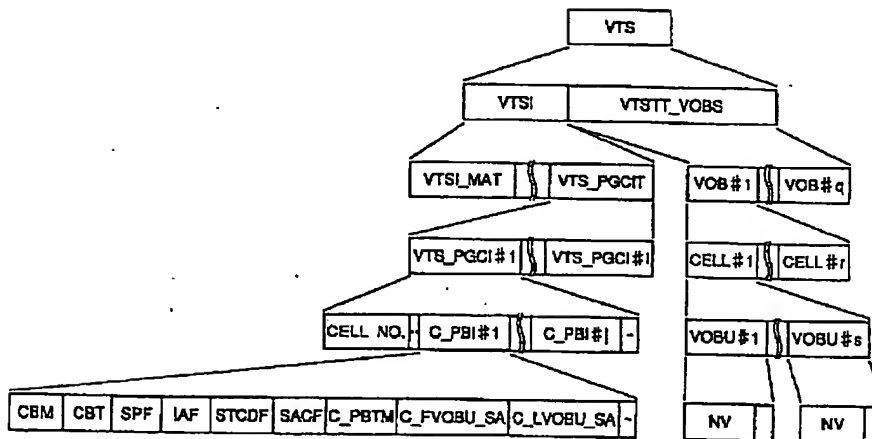 VTS
VTSI VTSTT_VOBS
VTSI_MAT VTS_PGCIT VOB#1 VOB#q
VTS_PGCI#1 VTS_PGCI#i CELL#1 CELL#r
CELL NO. -- C_PBI#1 C_PBI#j - VOBU#1 VOBU#s
CBM CBT SPF IAF STCDF SACF C_PBTM C_FVOBU_SA C_LVOBU_SA - NV NV